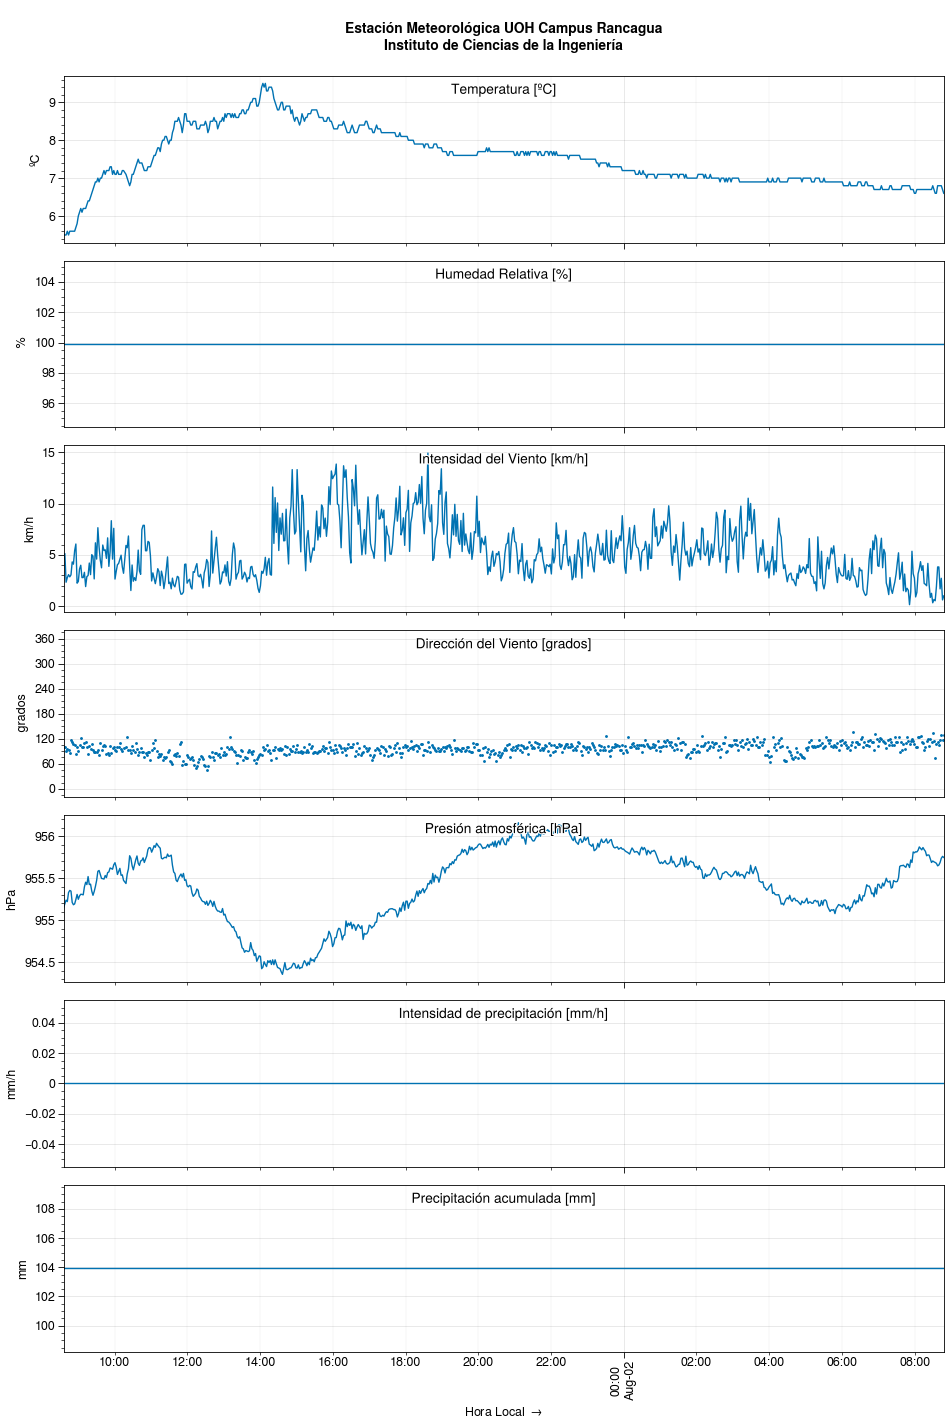 Estación Meteorológica UOH Campus Rancagua
Instituto de Ciencias de la Ingeniería
Temperatura [ºC]
9
8
7
6
ºC
Humedad Relativa [%]
104
102
100
98
96
%
Intensidad del Viento [km/h]
15
10
5
0
km/h
Dirección del Viento [grados]
360
300
240
180
120
60
0
grados
Presión atmosférica [hPa]
956
955.5
955
954.5
hPa
Intensidad de precipitación [mm/h]
0.04
0.02
0
−0.02
−0.04
mm/h
Precipitación acumulada [mm]
108
106
104
102
100
mm
10:00 12:00 14:00 16:00 18:00 20:00 22:00 00:00 02:00 04:00 06:00 08:00
Aug-02
Hora Local →